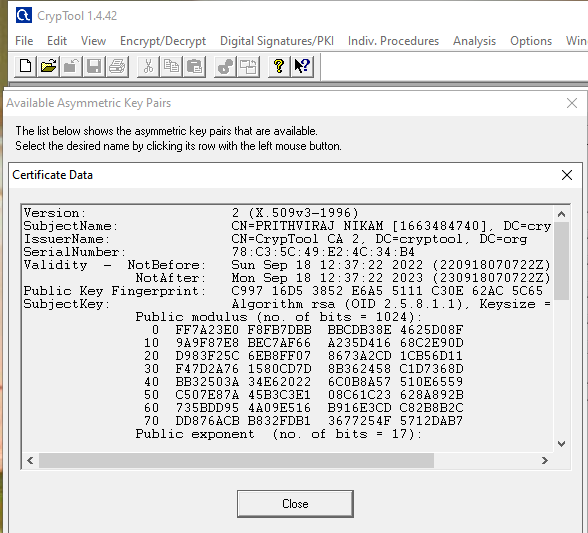 CrypTool 1.4.42
File Edit View Encrypt/Decrypt Digital Signatures/PKI Indiv. Procedures Analysis Options Win
Available Asymmetric Key Pairs
The list below shows the asymmetric key pairs that are available.
Select the desired name by clicking its row with the left mouse button.
Certificate Data
Version: 2 (X.509v3-1996)
SubjectName: CN=PRITHVIRAJ NIKAM [1663484740], DC=cry
IssuerName: CN=CrypTool CA 2, DC=cryptool, DC=org
SerialNumber: 78:C3:5C:49:E2:4C:34:B4
Validity - NotBefore: Sun Sep 18 12:37:22 2022 (220918070722Z)
NotAfter: Mon Sep 18 12:37:22 2023 (230918070722Z)
Public Key Fingerprint: C997 16D5 3852 E6A5 5111 C30E 62AC 5C65
SubjectKey: Algorithm rsa (OID 2.5.8.1.1), Keysize =
Public modulus (no. of bits = 1024):
0 FF7A23E0 F8FB7DBB BBCDB38E 4625D08F
10 9A9F87E8 BEC7AF66 A235D416 68C2E90D
20 D983F25C 6EB8FF07 8673A2CD 1CB56D11
30 F47D2A76 1580CD7D 8B362458 C1D7368D
40 BB32503A 34E62022 6C0B8A57 510E6559
50 C507E87A 45B3C3E1 08C61C23 628A892B
60 735BDD95 4A09E516 B916E3CD C82B8B2C
70 DD876ACB B832FDB1 3677254F 5712DAB7
Public exponent (no. of bits = 17):
Close